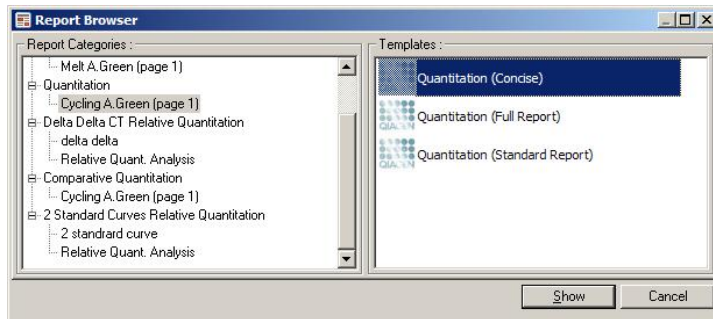 Report Browser
Report Categories :
Melt A.Green (page 1)
Quantitation
Cycling A.Green (page 1)
Delta Delta CT Relative Quantitation
delta delta
Relative Quant. Analysis
Comparative Quantitation
Cycling A.Green (page 1)
2 Standard Curves Relative Quantitation
2 standrard curve
Relative Quant. Analysis
Templates :
Quantitation (Concise)
QIAGEN
Quantitation (Full Report)
QIAGEN
Quantitation (Standard Report)
Show
Cancel